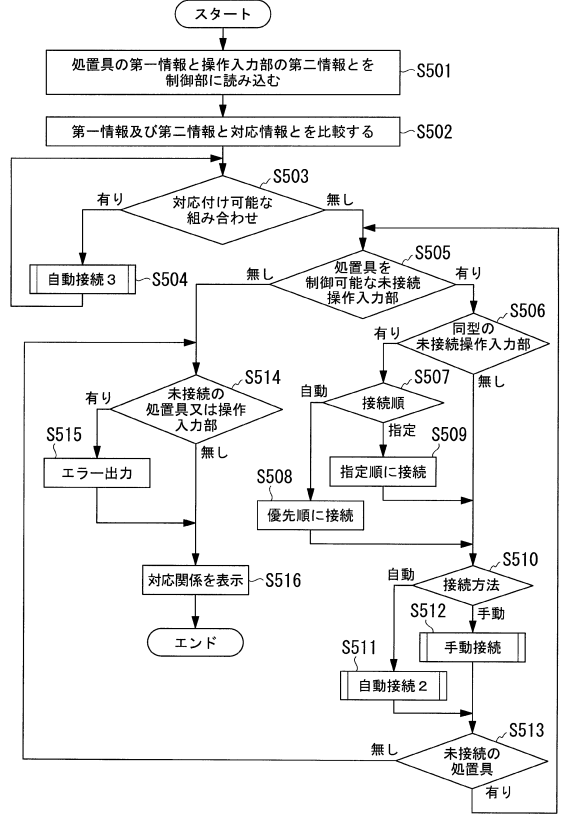 スタート
処置具の第一情報と操作入力部の第二情報とを
制御部に読み込む
S501
第一情報及び第二情報と対応情報とを比較する
S502
S503
有り
対応付け可能な
組み合わせ
無し
自動接続3
S504
S505
無し
処置具を
制御可能な未接続
操作入力部
有り
S506
有り
同型の
未接続操作入力部
無し
S507
自動
接続順
指定
S509
指定順に接続
S508
優先順に接続
S514
有り
未接続の
処置具又は操作
入力部
無し
S515
エラー出力
対応関係を表示
S516
エンド
S510
自動
接続方法
手動
S512
手動接続
S511
自動接続2
S513
無し
未接続の
処置具
有り